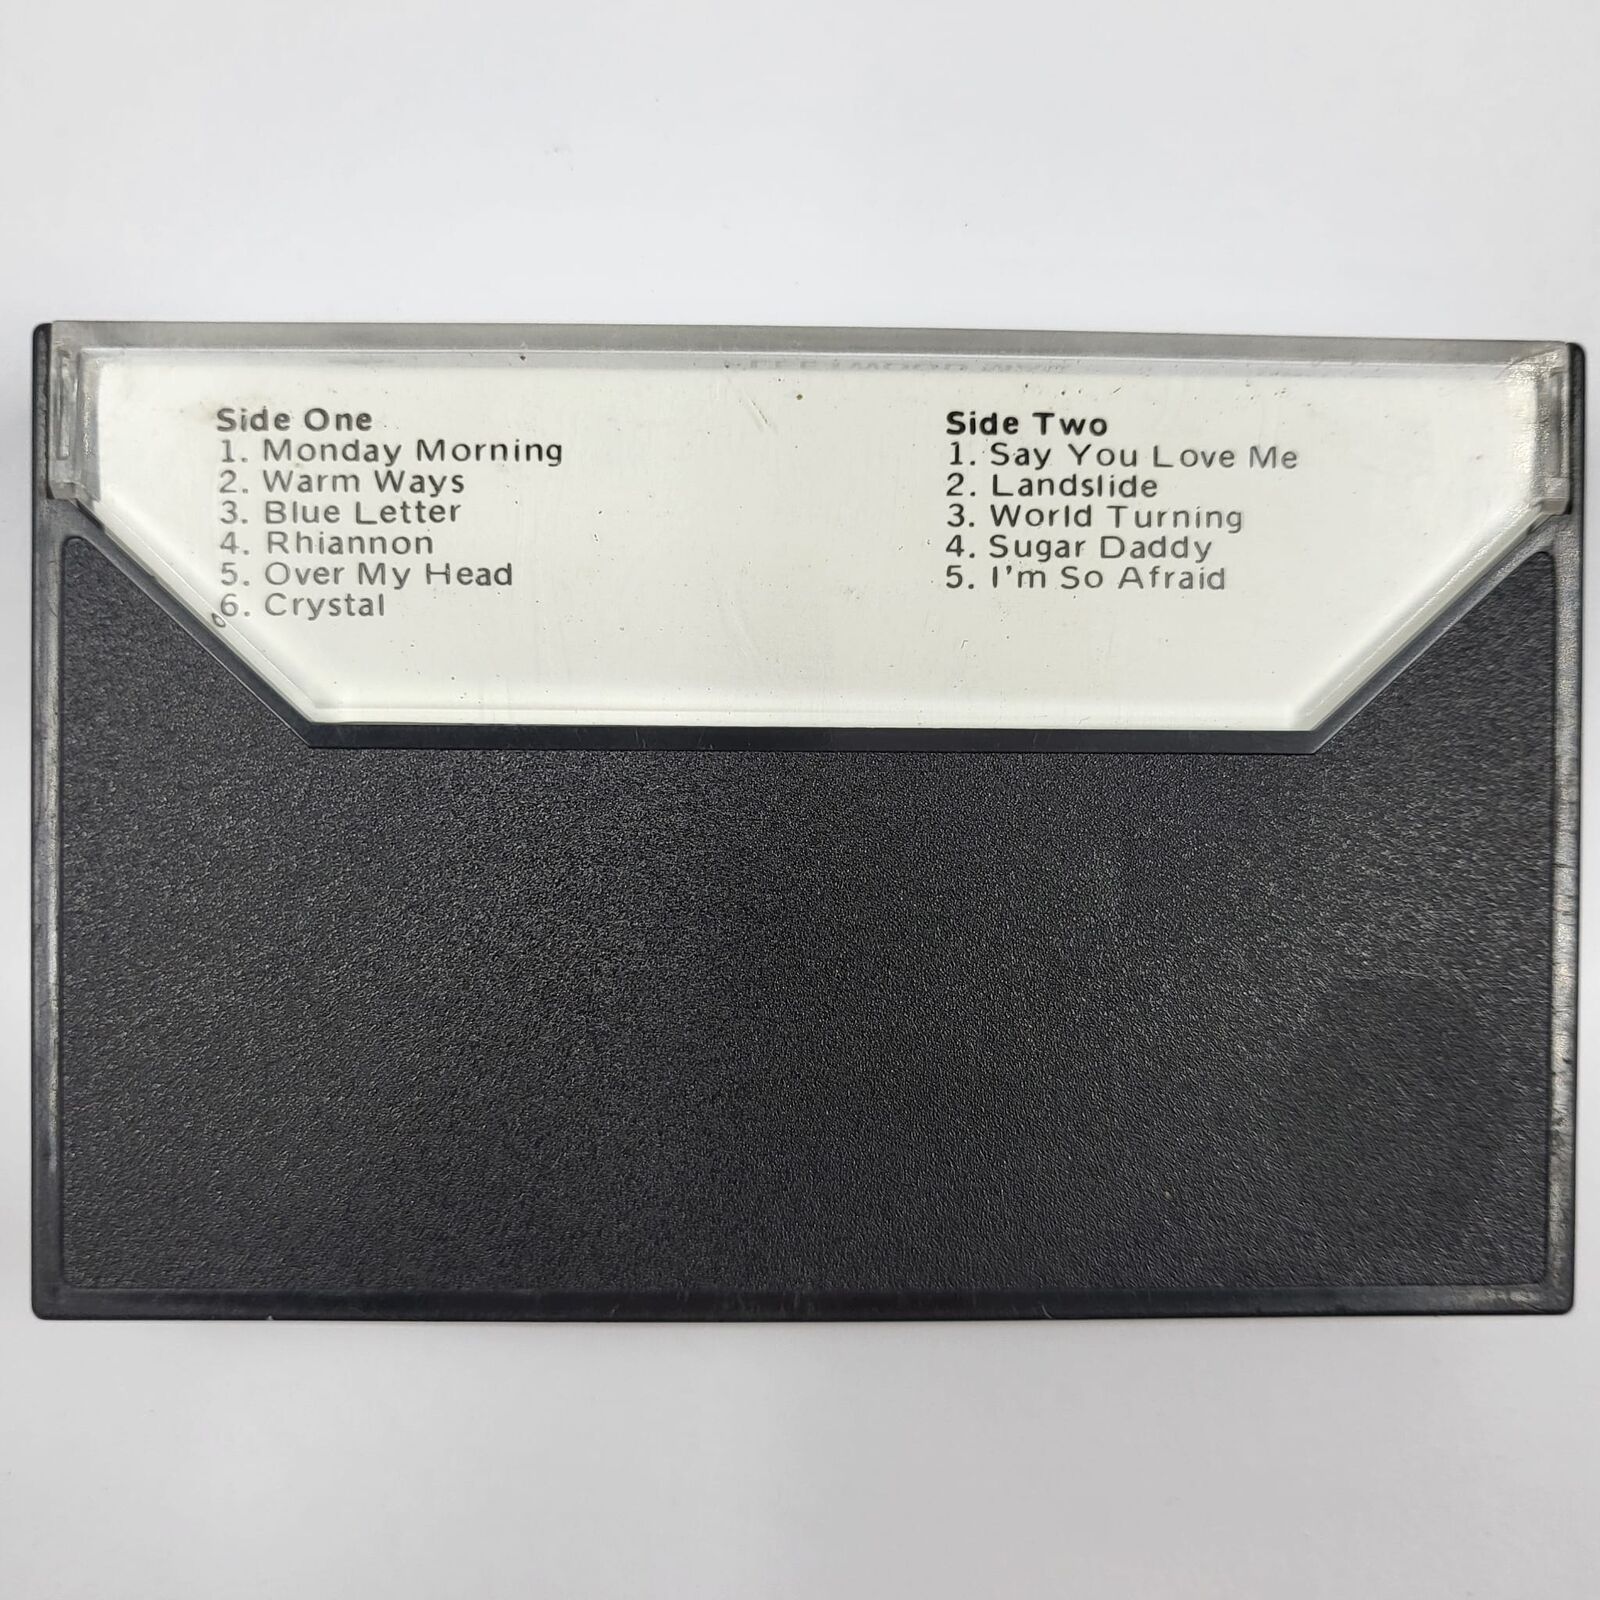 Side One
1. Monday Morning
2. Warm Ways
3. Blue Letter
4. Rhiannon
5. Over My Head
6. Crystal
Side Two
1. Say You Love Me
2. Landslide
3. World Turning
4. Sugar Daddy
5. I'm So Afraid